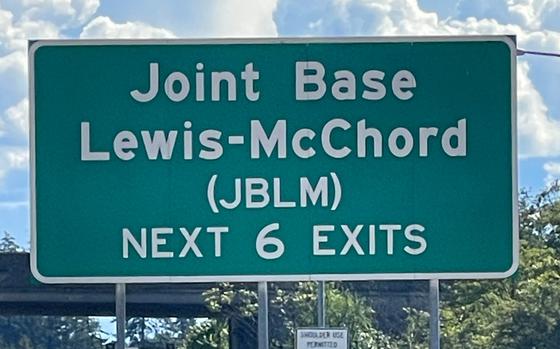 Joint Base
Lewis-McChord
(JBLM)
NEXT 6 EXITS
SHOULDER USE
PERMITTED